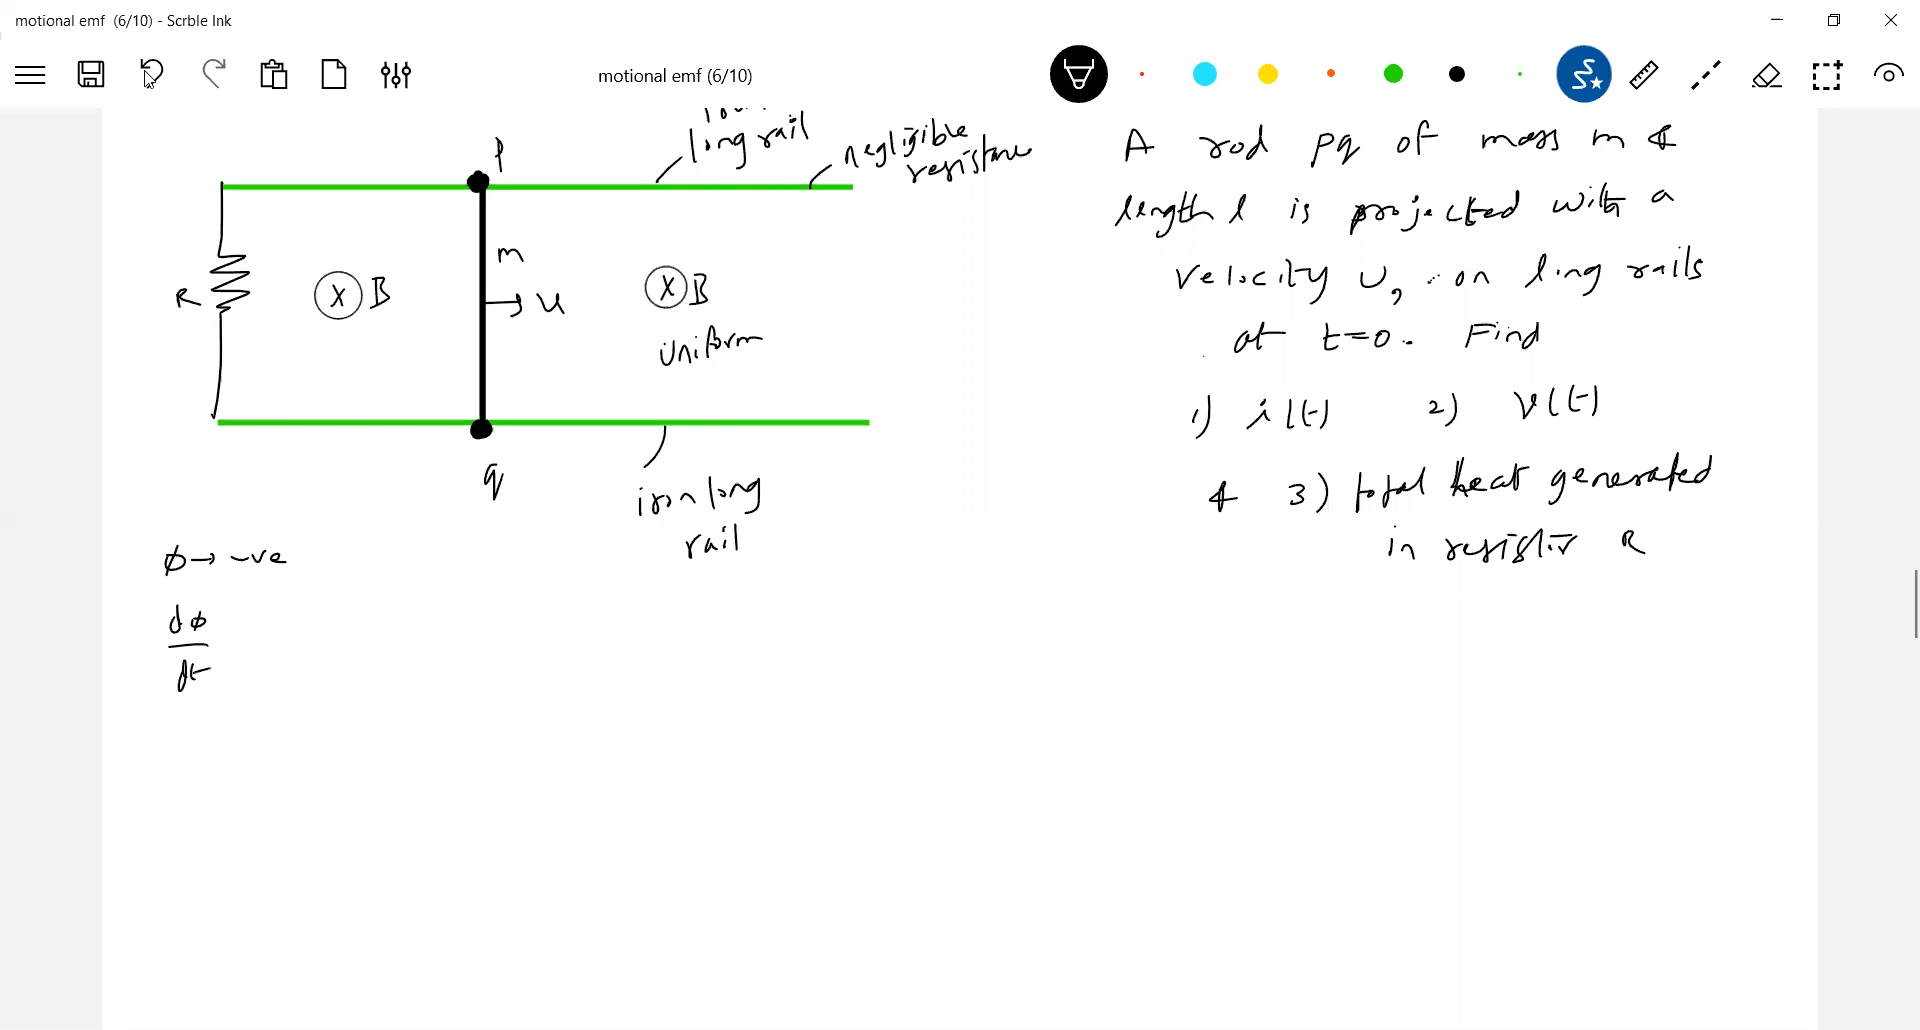 motional emf (6/10) - Scrble Ink
motional emf (6/10)
long rail
negligible
resistance
P
m
R
X B
u
X B
uniform
q
iron long
rail
ϕ → -ve
dϕ
dt
A rod pq of mass m &
length l is projected with a
velocity u, on long rails
at t=0. Find
1) i(t) 2) v(t)
& 3) total heat generated
in resistor R